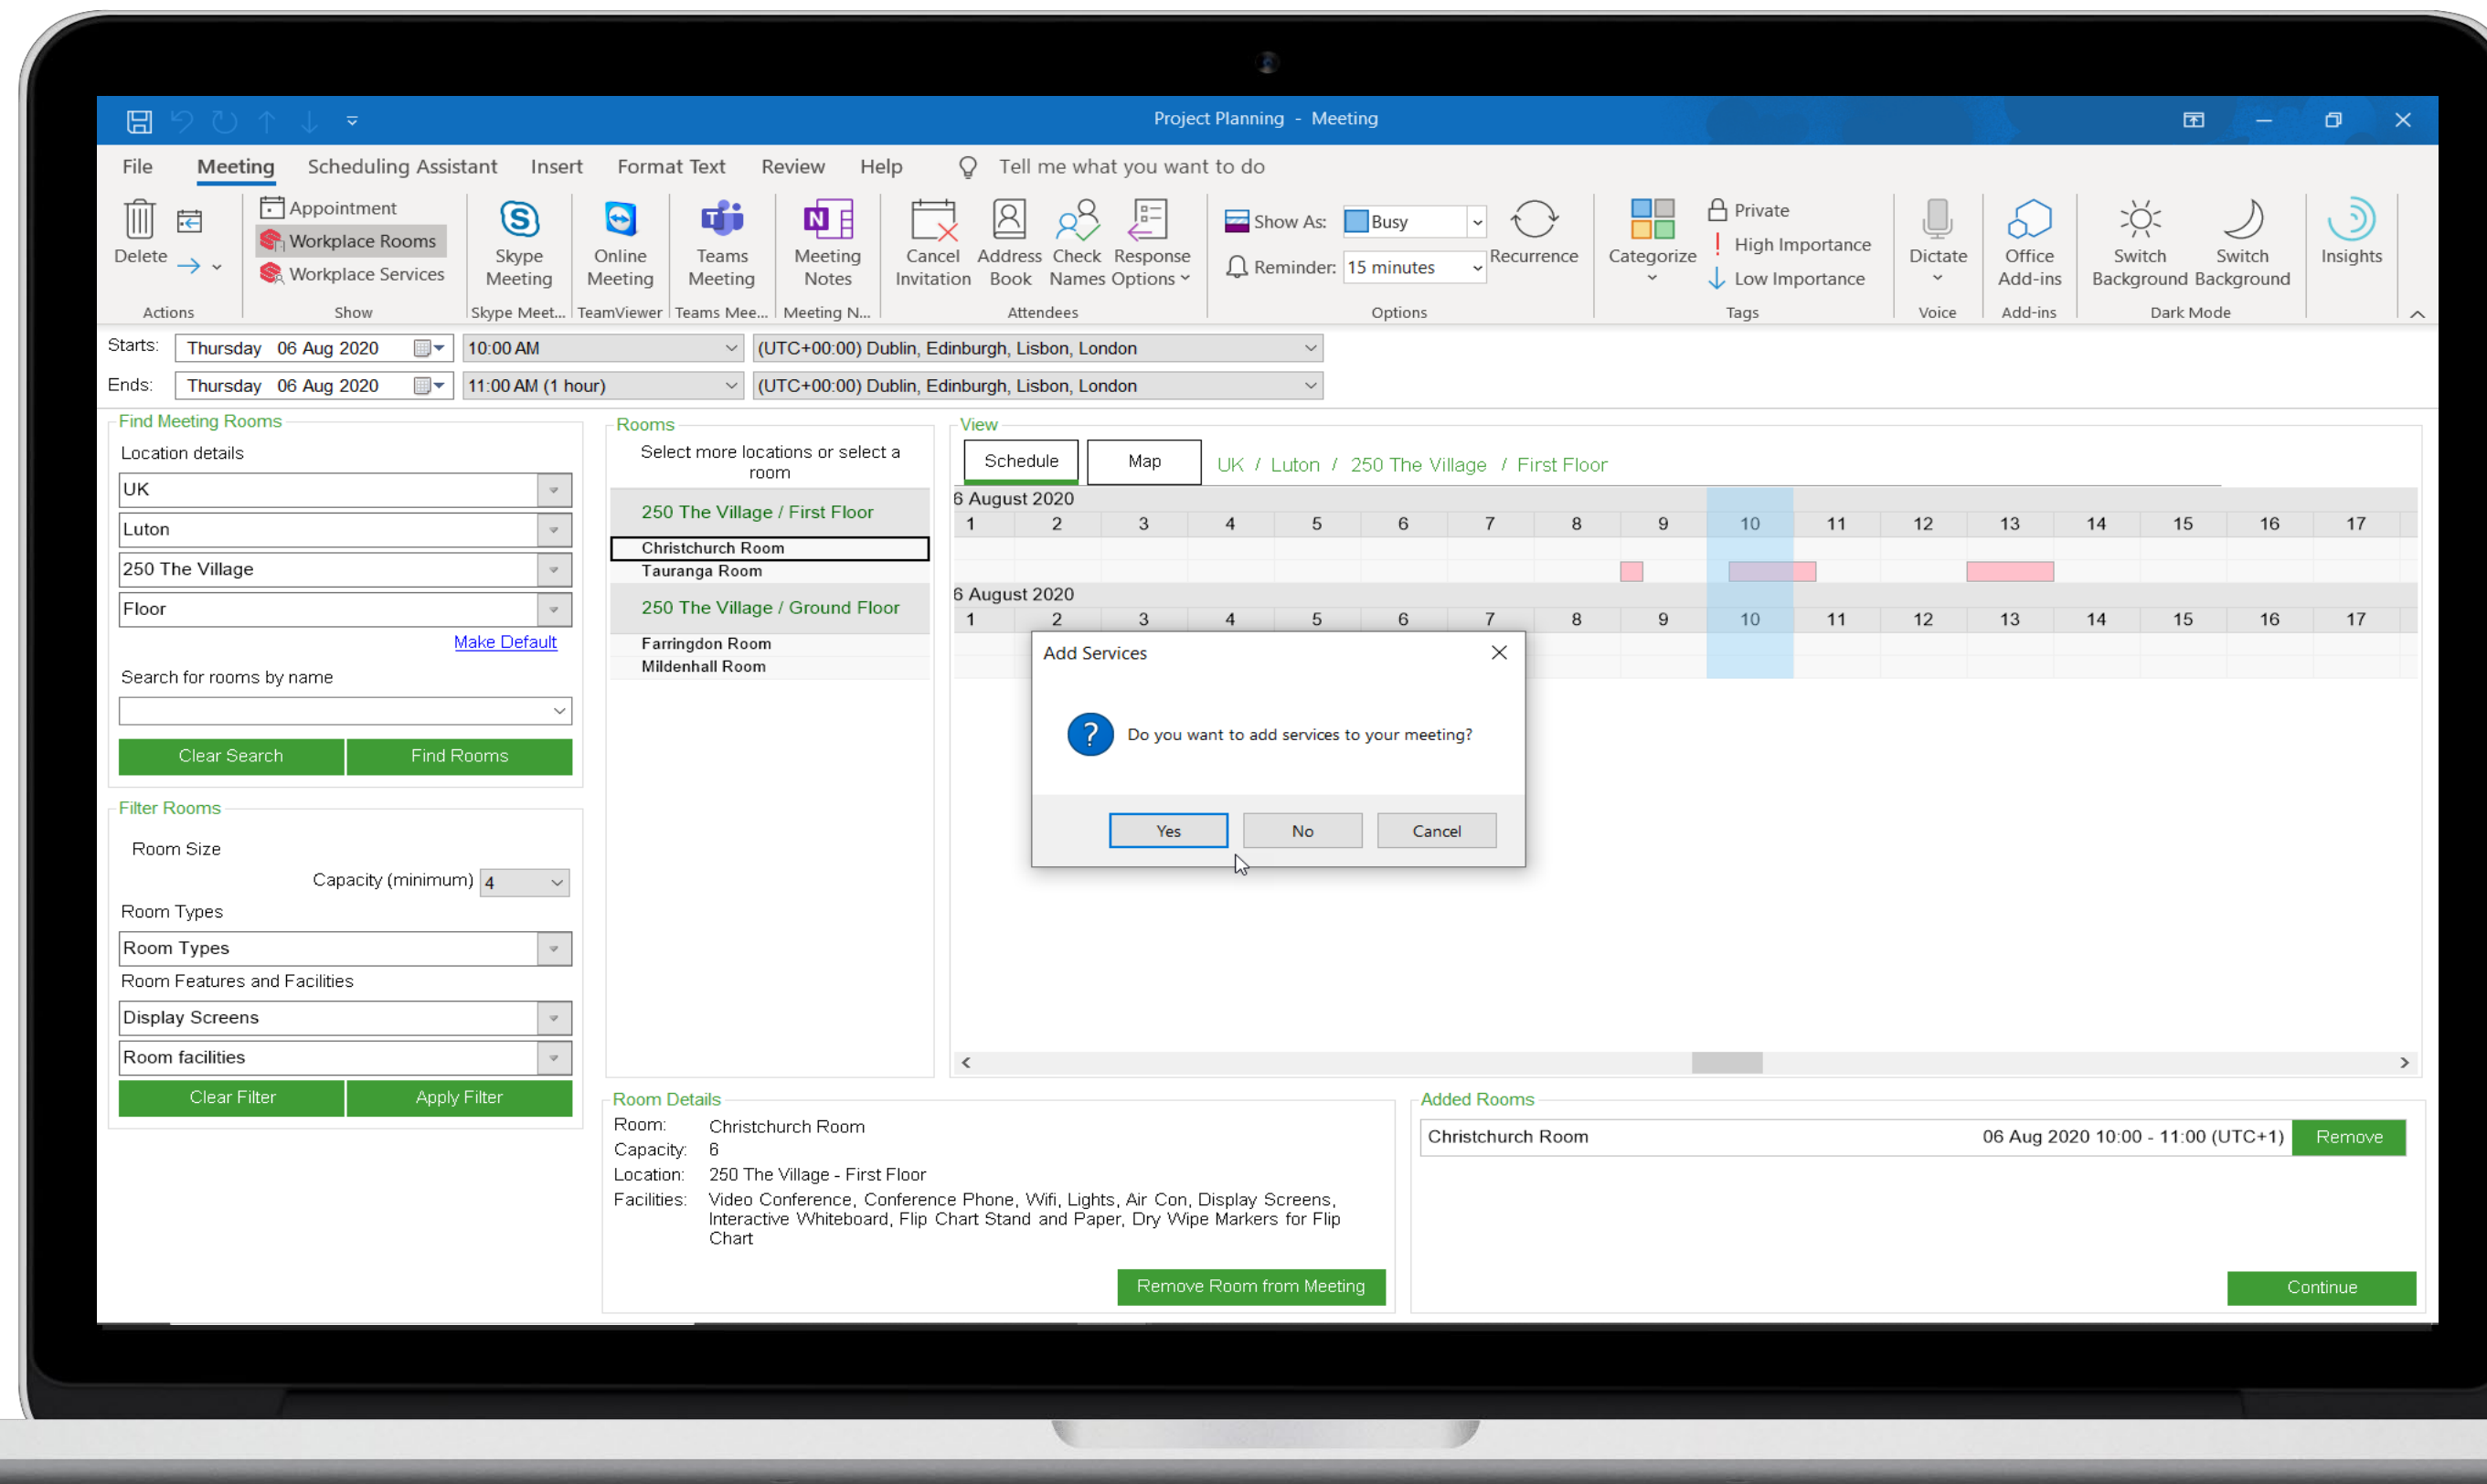 Project Planning - Meeting
File Meeting Scheduling Assistant Insert Format Text Review Help Tell me what you want to do
Delete
Appointment
Workplace Rooms
Workplace Services
Skype Meeting
Online Meeting
Teams Meeting
Meeting Notes
Cancel Invitation
Address Book
Check Names
Response Options
Show As: Busy
Reminder: 15 minutes
Recurrence
Categorize
Private
High Importance
Low Importance
Dictate
Office Add-ins
Switch Background
Switch Background
Insights
Actions Show Skype Meet... TeamViewer Teams Mee... Meeting N... Attendees Options Tags Voice Add-ins Dark Mode
Starts: Thursday 06 Aug 2020 10:00 AM (UTC+00:00) Dublin, Edinburgh, Lisbon, London
Ends: Thursday 06 Aug 2020 11:00 AM (1 hour) (UTC+00:00) Dublin, Edinburgh, Lisbon, London
Find Meeting Rooms
Location details
UK
Luton
250 The Village
Floor
Make Default
Search for rooms by name
Clear Search Find Rooms
Filter Rooms
Room Size
Capacity (minimum) 4
Room Types
Room Types
Room Features and Facilities
Display Screens
Room facilities
Clear Filter Apply Filter
Rooms
Select more locations or select a
room
250 The Village / First Floor
Christchurch Room
Tauranga Room
250 The Village / Ground Floor
Farringdon Room
Mildenhall Room
View
Schedule Map UK / Luton / 250 The Village / First Floor
6 August 2020
1 2 3 4 5 6 7 8 9 10 11 12 13 14 15 16 17
6 August 2020
1 2 3 4 5 6 7 8 9 10 11 12 13 14 15 16 17
Add Services
? Do you want to add services to your meeting?
Yes No Cancel
Room Details
Room: Christchurch Room
Capacity: 6
Location: 250 The Village - First Floor
Facilities: Video Conference, Conference Phone, Wifi, Lights, Air Con, Display Screens,
Interactive Whiteboard, Flip Chart Stand and Paper, Dry Wipe Markers for Flip
Chart
Remove Room from Meeting
Added Rooms
Christchurch Room 06 Aug 2020 10:00 - 11:00 (UTC+1) Remove
Continue